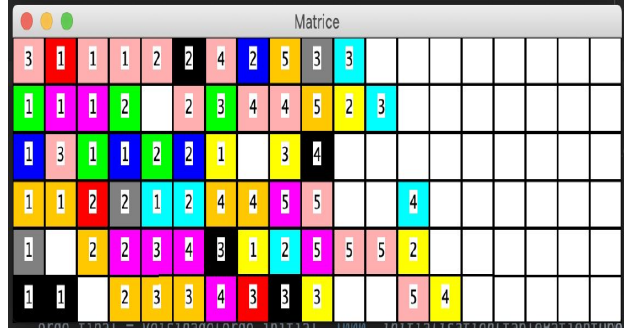 Matrice
3 1 1 1 2 2 4 2 5 3 3
1 1 1 2 2 3 4 4 5 2 3
1 3 1 1 2 2 1 3 4
1 1 2 2 1 2 4 4 5 5 4
1 2 2 3 4 3 1 2 5 5 5 2
1 1 2 3 3 4 3 3 3 5 4